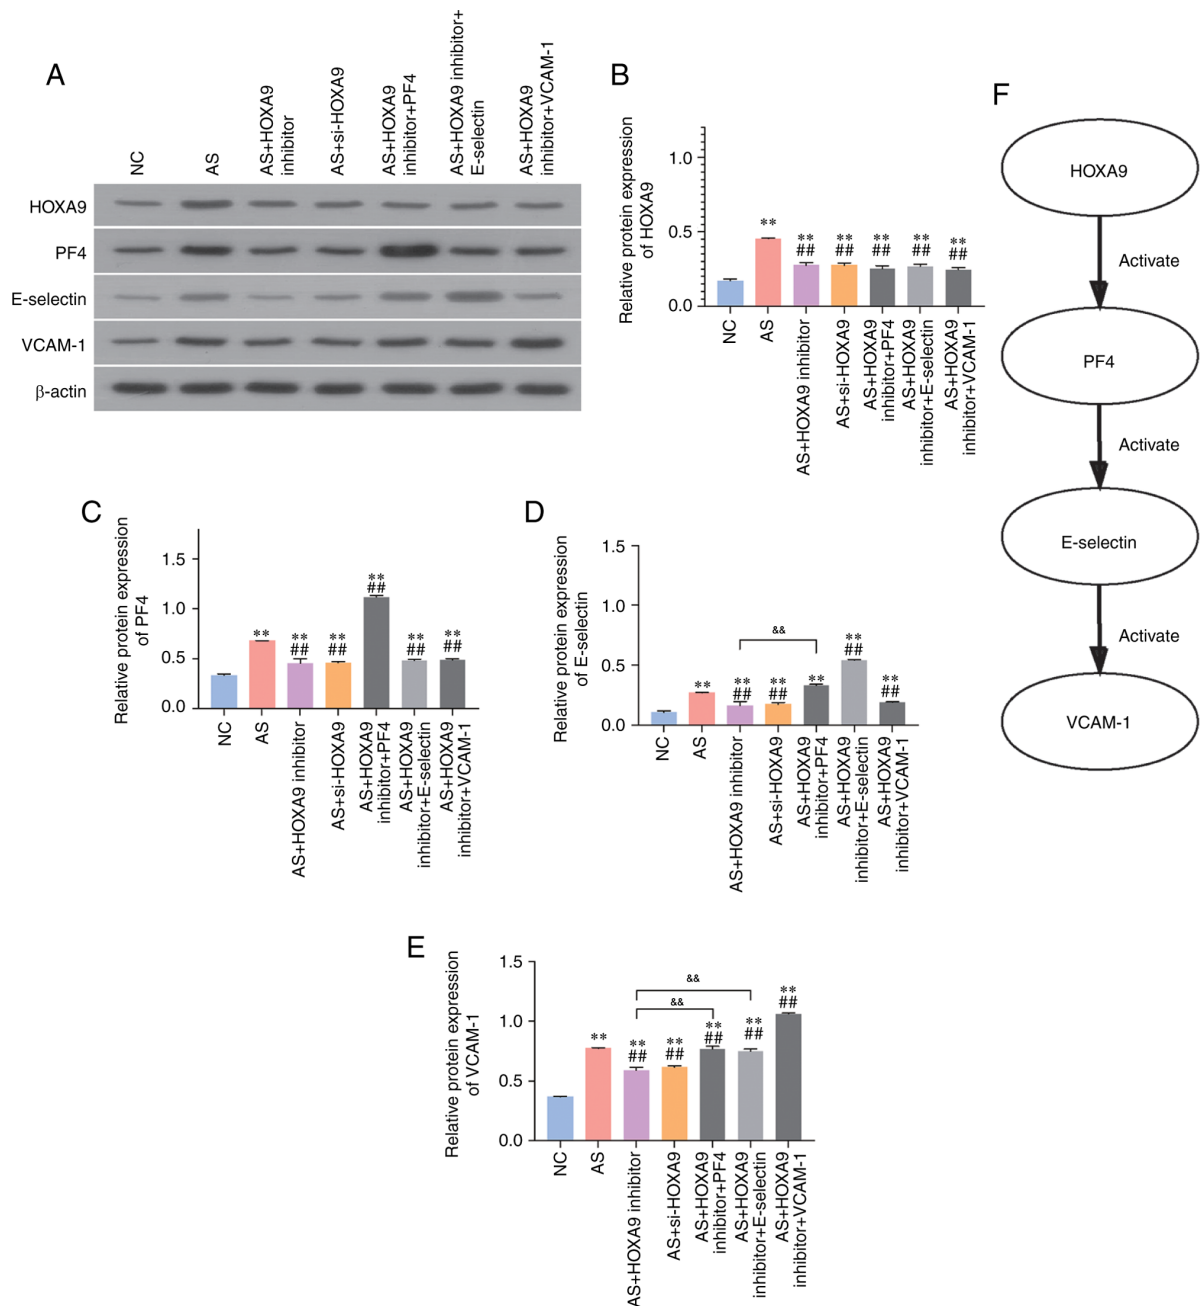 A
NC
AS
AS+HOXA9
inhibitor
AS+si-HOXA9
AS+HOXA9
inhibitor+PF4
AS+HOXA9 inhibitor+
E-selectin
AS+HOXA9
inhibitor+VCAM-1
HOXA9
PF4
E-selectin
VCAM-1
β-actin
B
Relative protein expression
of HOXA9
1.0
0.5
0.0
**
**
##
**
##
**
##
**
##
**
##
NC
AS
AS+HOXA9 inhibitor
AS+si-HOXA9
AS+HOXA9
inhibitor+PF4
AS+HOXA9
inhibitor+E-selectin
AS+HOXA9
inhibitor+VCAM-1
C
Relative protein expression
of PF4
1.5
1.0
0.5
0.0
**
**
##
**
##
**
##
**
##
**
##
NC
AS
AS+HOXA9 inhibitor
AS+si-HOXA9
AS+HOXA9
inhibitor+PF4
AS+HOXA9
inhibitor+E-selectin
AS+HOXA9
inhibitor+VCAM-1
D
Relative protein expression
of E-selectin
1.5
1.0
0.5
0.0
&&
**
**
##
**
##
**
**
##
**
##
NC
AS
AS+HOXA9 inhibitor
AS+si-HOXA9
AS+HOXA9
inhibitor+PF4
AS+HOXA9
inhibitor+E-selectin
AS+HOXA9
inhibitor+VCAM-1
E
Relative protein expression
of VCAM-1
1.5
1.0
0.5
0.0
&&
&&
**
**
##
**
##
**
##
**
##
**
##
NC
AS
AS+HOXA9 inhibitor
AS+si-HOXA9
AS+HOXA9
inhibitor+PF4
AS+HOXA9
inhibitor+E-selectin
AS+HOXA9
inhibitor+VCAM-1
F
HOXA9
Activate
PF4
Activate
E-selectin
Activate
VCAM-1